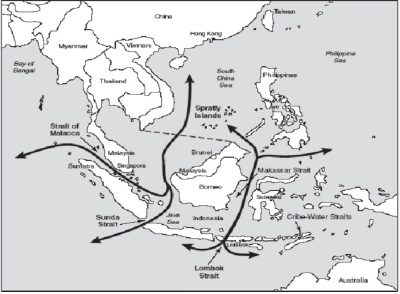 Taiwan
China
Hong Kong
Myanmar
Vietnam
Philippine
Sea
Bay of
Bengal
Thailand
South
China
Sea
Philippines
Spratly
Islands
Strait of
Malacca
Malaysia
Singapore
Brunei
Malaysia
Sumatra
Makassar Strait
Borneo
Sunda
Strait
Java
Sea
Indonesia
Lombok
Lombok
Strait
Australia